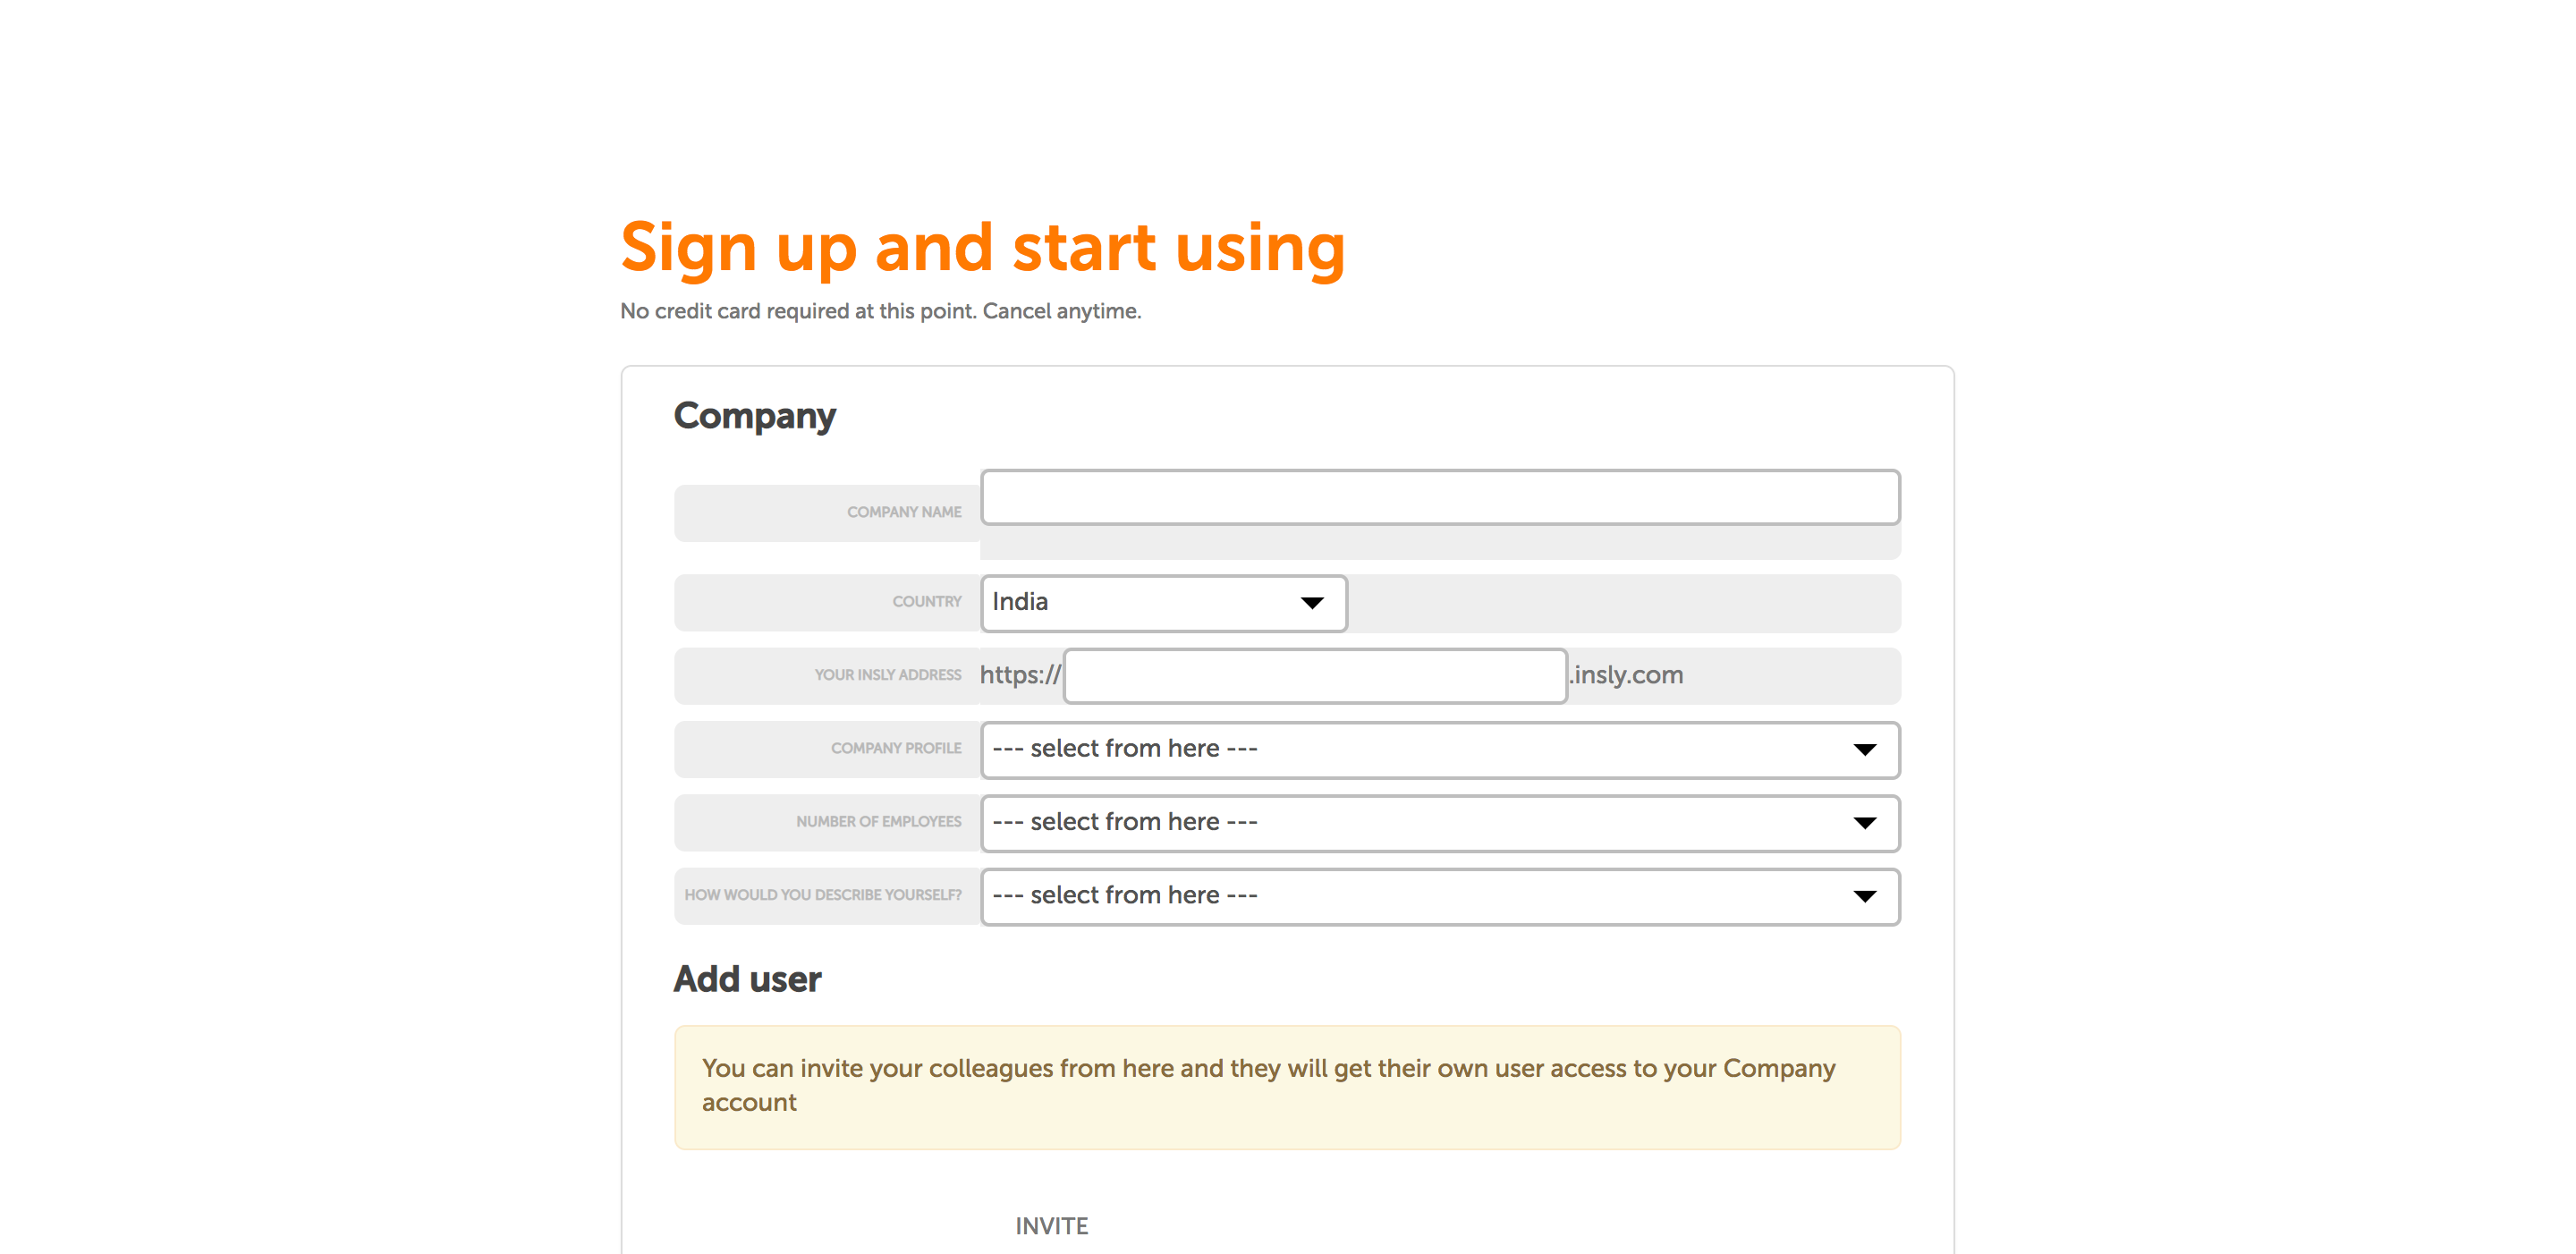 Sign up and start using
No credit card required at this point. Cancel anytime.
Company
COMPANY NAME
COUNTRY India
YOUR INSLY ADDRESS https:// .insly.com
COMPANY PROFILE --- select from here ---
NUMBER OF EMPLOYEES --- select from here ---
HOW WOULD YOU DESCRIBE YOURSELF? --- select from here ---
Add user
You can invite your colleagues from here and they will get their own user access to your Company
account
INVITE